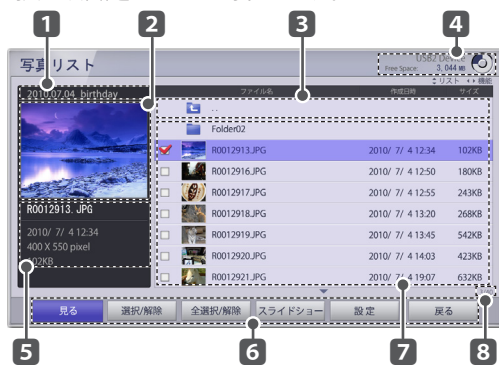 1
2
3
4
写真リスト
USB2 Device
Free Space: 3, 044 MB
リスト 機能
2010.07.04_birthday
ファイル名 作成日時 サイズ
..
Folder02
R0012913.JPG 2010/ 7/ 4 12:34 102KB
R0012916.JPG 2010/ 7/ 4 12:50 180KB
R0012917.JPG 2010/ 7/ 4 12:55 243KB
R0012918.JPG 2010/ 7/ 4 13:20 268KB
R0012919.JPG 2010/ 7/ 4 13:45 542KB
R0012920.JPG 2010/ 7/ 4 14:03 423KB
R0012921.JPG 2010/ 7/ 4 19:07 632KB
R0012913. JPG
2010/ 7/ 4 12:34
400 X 550 pixel
102KB
見る 選択/解除 全選択/解除 スライドショー 設定 戻る
5
6
7
8